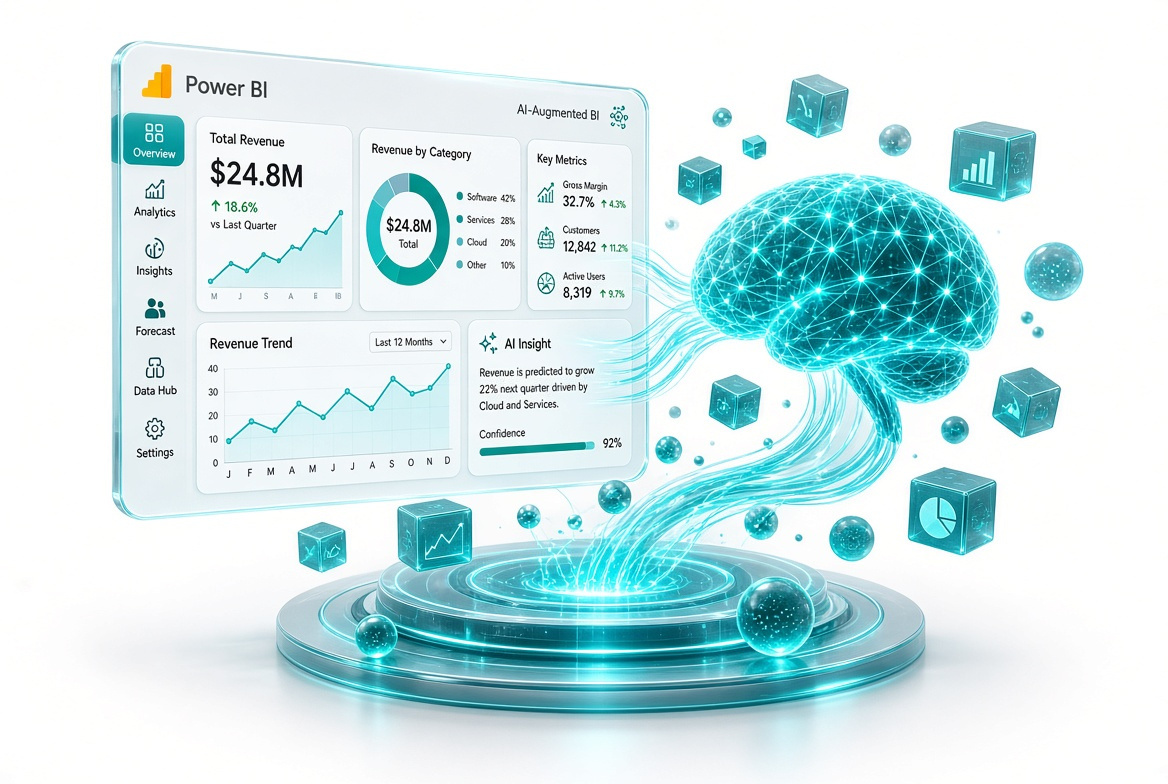 Power BI
AI-Augmented BI
Overview
Analytics
Insights
Forecast
Data Hub
Settings
Total Revenue
$24.8M
↑ 18.6%
vs Last Quarter
M J S A E
Revenue by Category
$24.8M
Total
Software 42%
Services 28%
Cloud 20%
Other 10%
Key Metrics
Gross Margin
32.7% ↑ 4.3%
Customers
12,842 ↑ 11.2%
Active Users
8,319 ↑ 9.7%
Revenue Trend
Last 12 Months
40
30
20
10
0
J F M A M J J A S O N D
AI Insight
Revenue is predicted to grow
22% next quarter driven by
Cloud and Services.
Confidence
92%